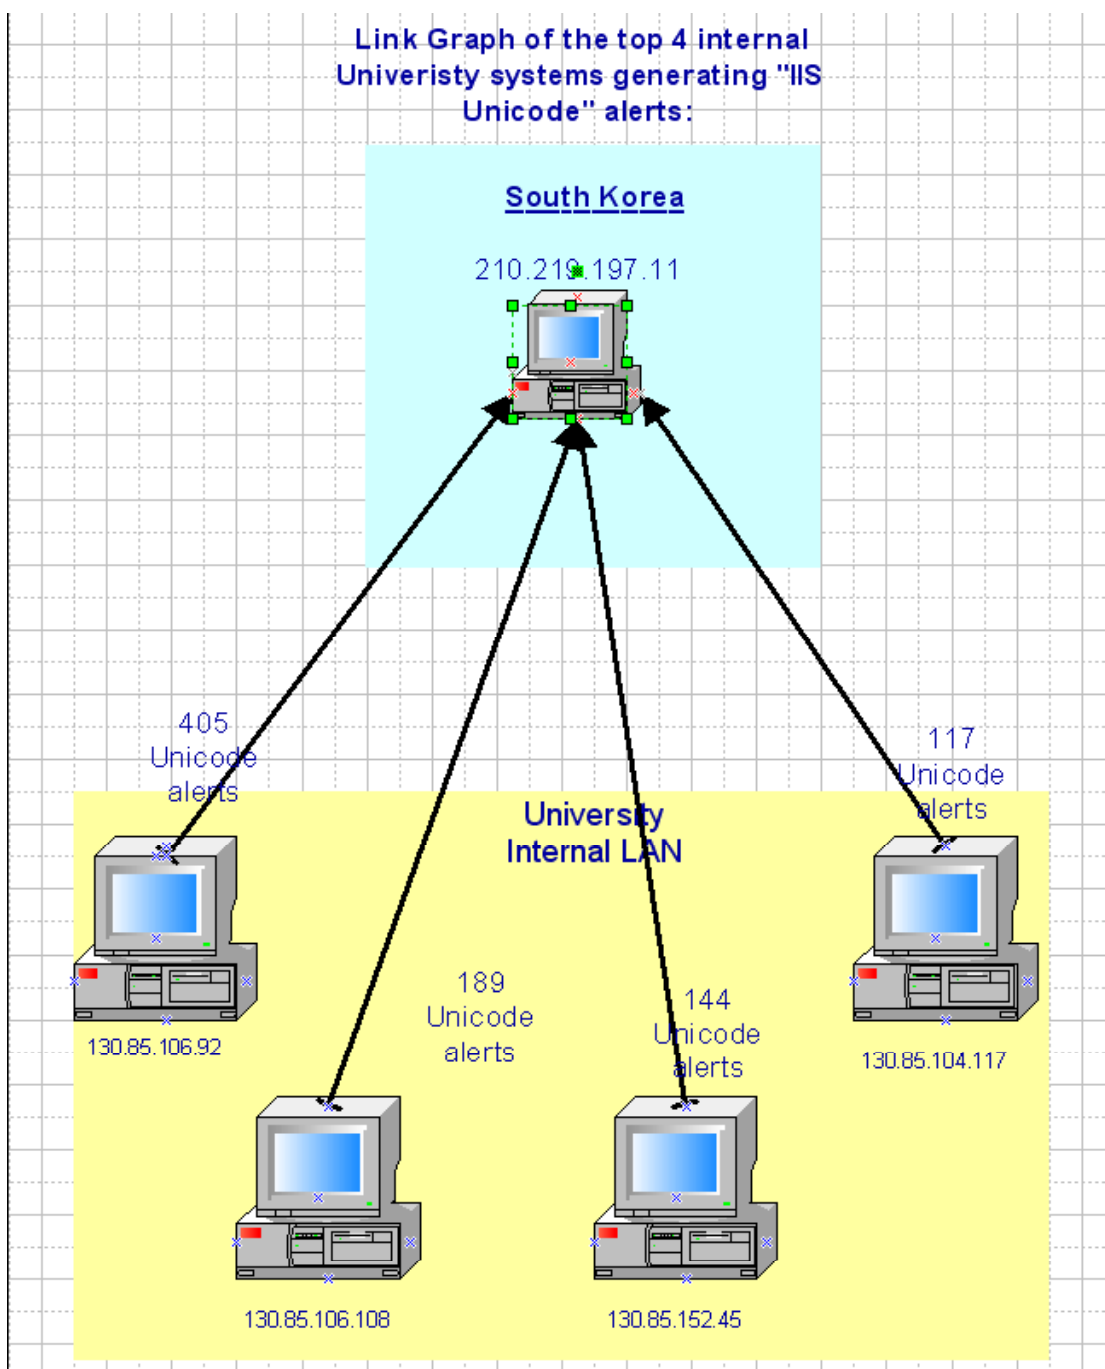 Link Graph of the top 4 internal
Univeristy systems generating "IIS
Unicode" alerts:
South Korea
210.219.197.11
405
Unicode
alerts
117
Unicode
alerts
University
Internal LAN
189
Unicode
alerts
144
Unicode
alerts
130.85.106.92
130.85.104.117
130.85.106.108
130.85.152.45